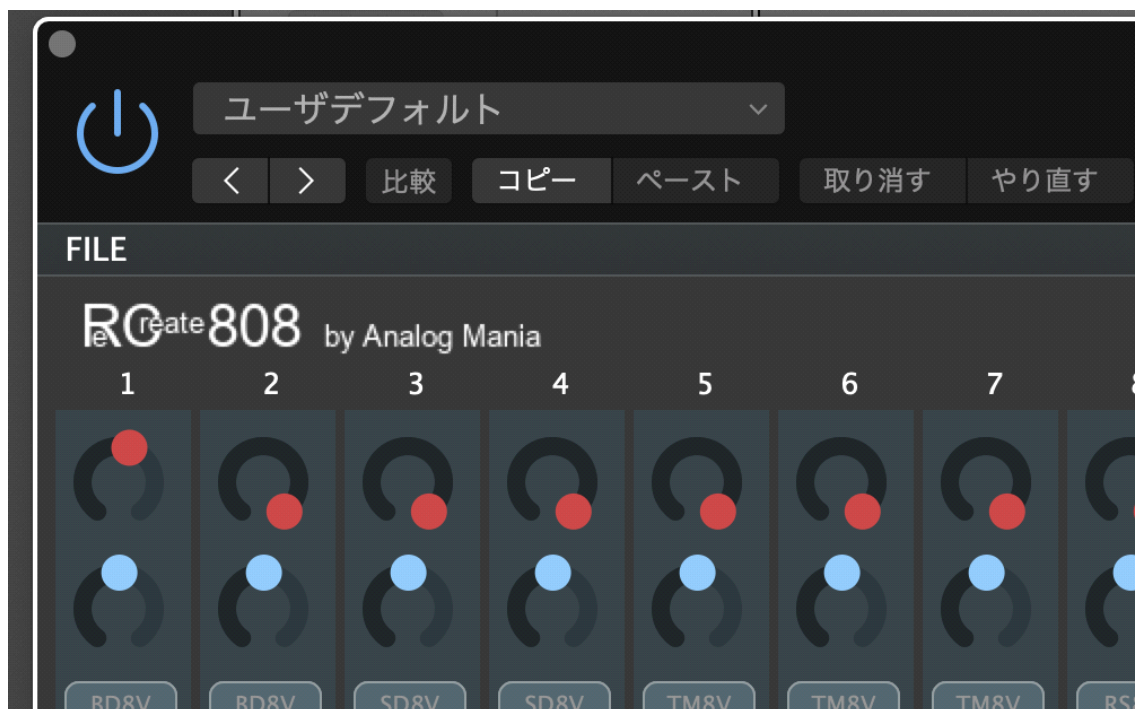 ユーザデフォルト
比較 コピー ペースト 取り消す やり直す
FILE
ReCreate808 by Analog Mania
1 2 3 4 5 6 7
BD8V BD8V SD8V SD8V TM8V TM8V TM8V